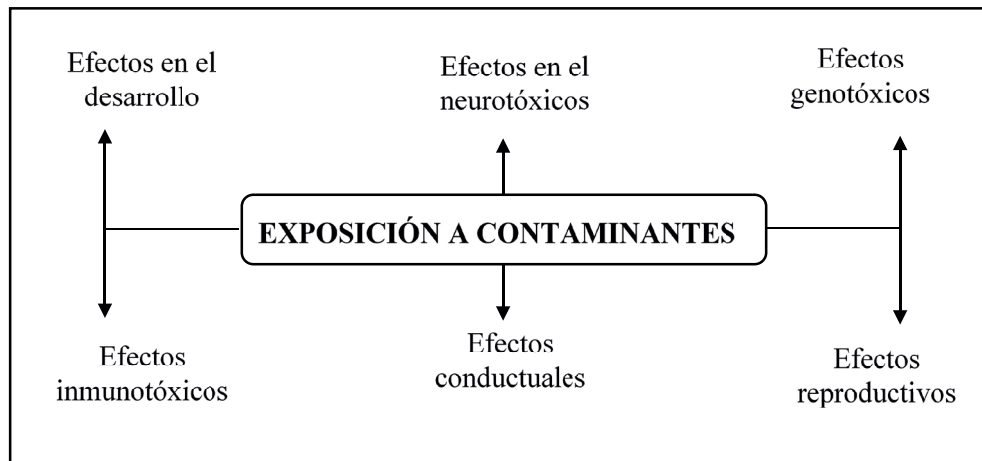 Efectos en el
desarrollo
Efectos en el
neurotóxicos
Efectos
genotóxicos
EXPOSICIÓN A CONTAMINANTES
Efectos
inmunotóxicos
Efectos
conductuales
Efectos
reproductivos